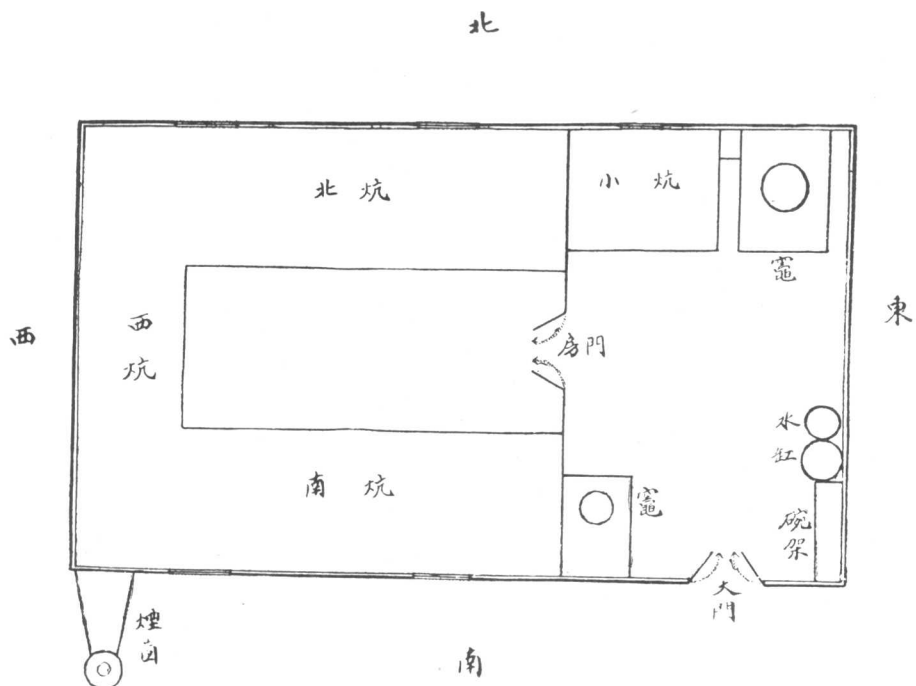 北
北炕
小炕
竈
西
西炕
房門
東
水缸
南炕
竈
碗架
大門
煙囪
南